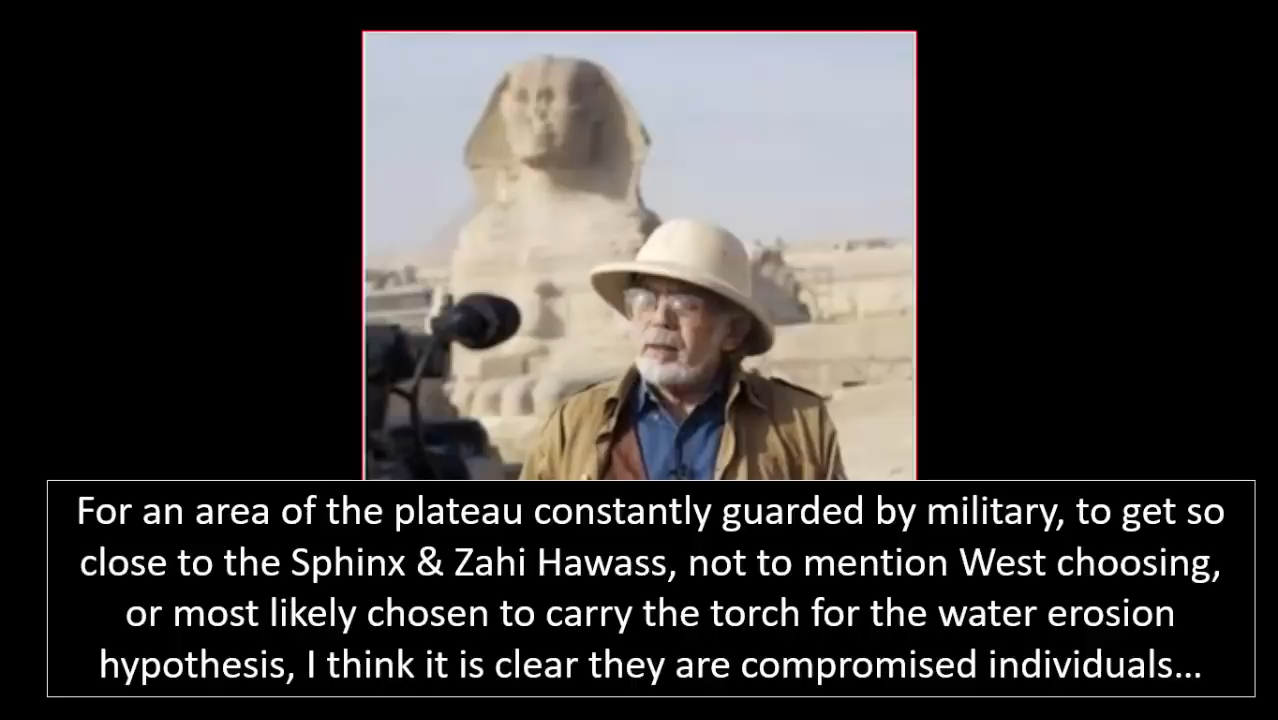 For an area of the plateau constantly guarded by military, to get so
close to the Sphinx & Zahi Hawass, not to mention West choosing,
or most likely chosen to carry the torch for the water erosion
hypothesis, I think it is clear they are compromised individuals…